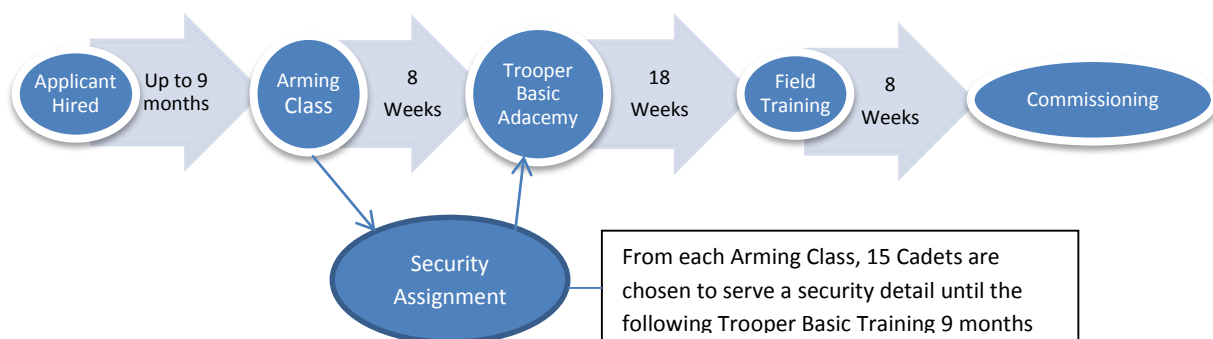 Applicant
Hired
Up to 9
months
Arming
Class
8
Weeks
Trooper
Basic
Adacemy
18
Weeks
Field
Training
8
Weeks
Commissioning
Security
Assignment
From each Arming Class, 15 Cadets are
chosen to serve a security detail until the
following Trooper Basic Training 9 months